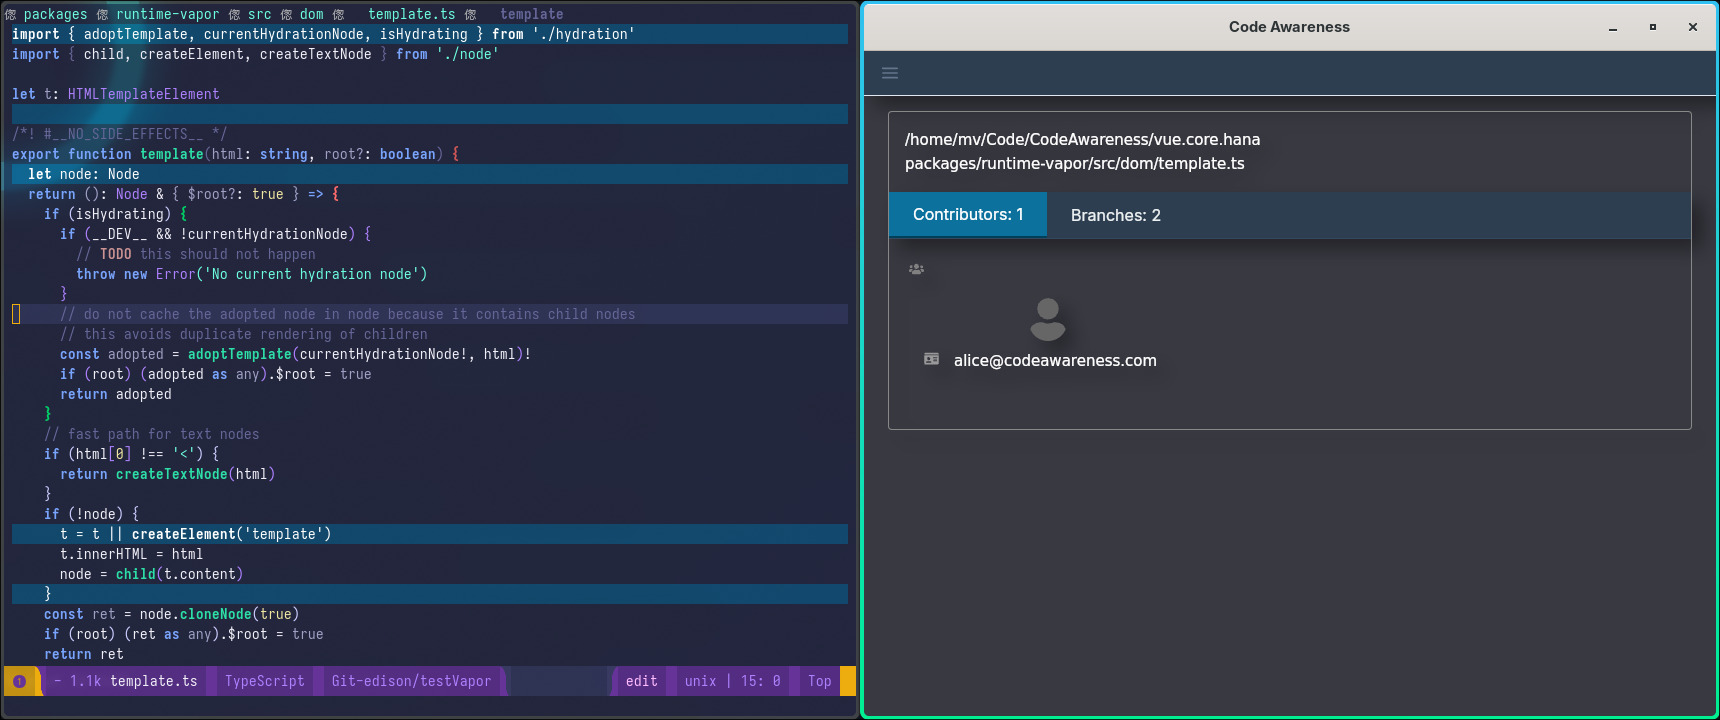 packages runtime-vapor src dom template.ts template
import { adoptTemplate, currentHydrationNode, isHydrating } from './hydration'
import { child, createElement, createTextNode } from './node'
let t: HTMLTemplateElement
/*! #__NO_SIDE_EFFECTS__ */
export function template(html: string, root?: boolean) {
let node: Node
return (): Node & { $root?: true } => {
if (isHydrating) {
if (__DEV__ && !currentHydrationNode) {
// TODO this should not happen
throw new Error('No current hydration node')
}
// do not cache the adopted node in node because it contains child nodes
// this avoids duplicate rendering of children
const adopted = adoptTemplate(currentHydrationNode!, html)!
if (root) (adopted as any).$root = true
return adopted
}
// fast path for text nodes
if (html[0] !== '<') {
return createTextNode(html)
}
if (!node) {
t = t || createElement('template')
t.innerHTML = html
node = child(t.content)
}
const ret = node.cloneNode(true)
if (root) (ret as any).$root = true
return ret
1 - 1.1k template.ts TypeScript Git-edison/testVapor edit unix | 15: 0 Top
Code Awareness
/home/mv/Code/CodeAwareness/vue.core.hana
packages/runtime-vapor/src/dom/template.ts
Contributors: 1 Branches: 2
alice@codeawareness.com